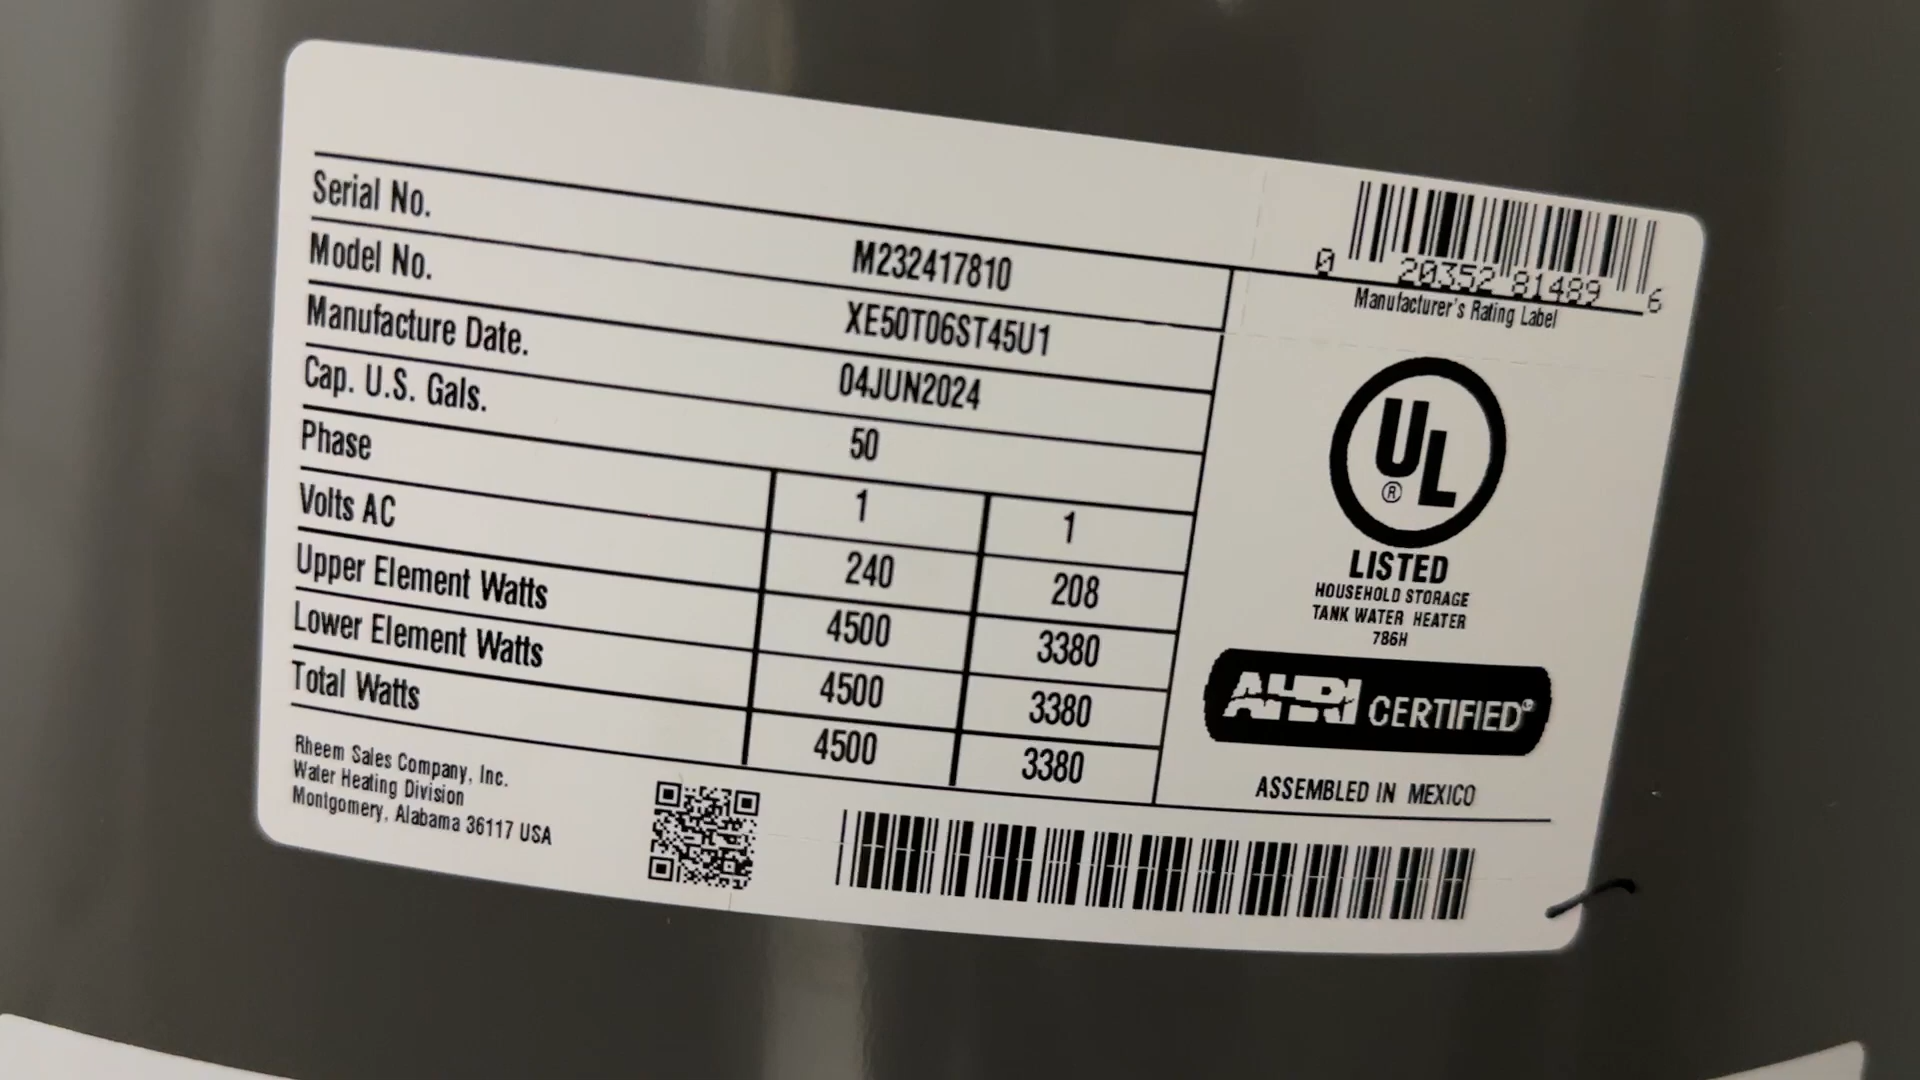 Serial No. M232417810
Model No. XE50T06ST45U1
Manufacture Date. 04JUN2024
Cap. U.S. Gals. 50
Phase 1 1
Volts AC 240 208
Upper Element Watts 4500 3380
Lower Element Watts 4500 3380
Total Watts 4500 3380
Rheem Sales Company, Inc.
Water Heating Division
Montgomery, Alabama 36117 USA
0 20352 81489 6
Manufacturer's Rating Label
UL
®
LISTED
HOUSEHOLD STORAGE
TANK WATER HEATER
786H
AHRI CERTIFIED®
ASSEMBLED IN MEXICO